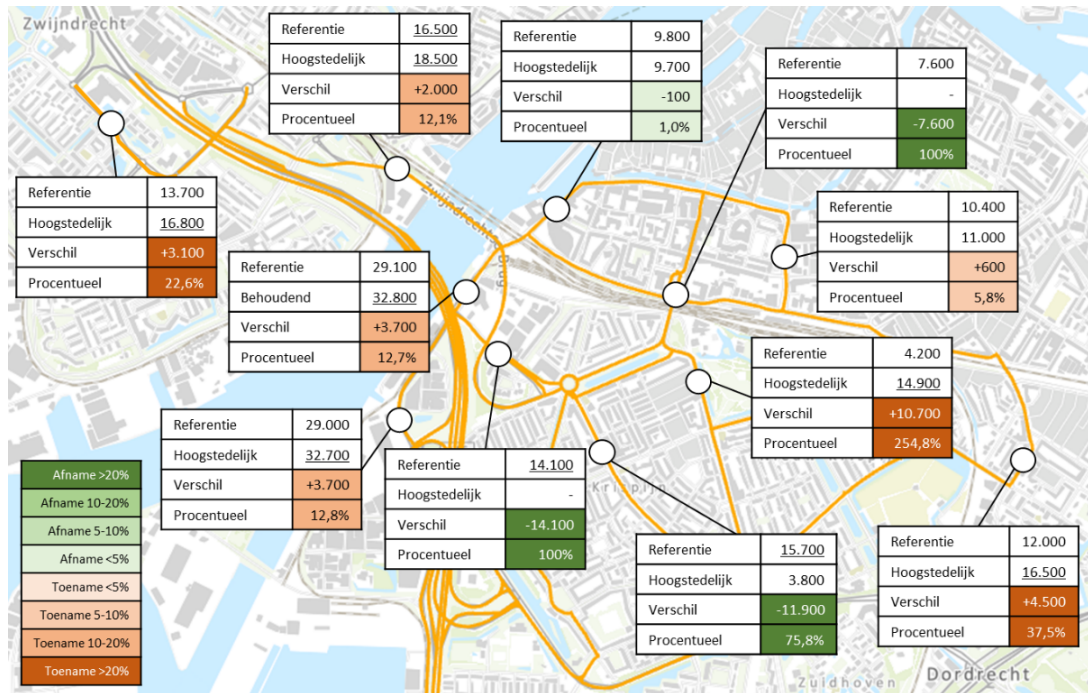 Zwijndrecht
Referentie 16.500
Hoogstedelijk 18.500
Verschil +2.000
Procentueel 12,1%
Referentie 9.800
Hoogstedelijk 9.700
Verschil -100
Procentueel 1,0%
Referentie 7.600
Hoogstedelijk -
Verschil -7.600
Procentueel 100%
Referentie 13.700
Hoogstedelijk 16.800
Verschil +3.100
Procentueel 22,6%
Zwijndrechtse Brug
Referentie 10.400
Hoogstedelijk 11.000
Verschil +600
Procentueel 5,8%
Referentie 29.100
Behoudend 32.800
Verschil +3.700
Procentueel 12,7%
Referentie 4.200
Hoogstedelijk 14.900
Verschil +10.700
Procentueel 254,8%
Referentie 29.000
Hoogstedelijk 32.700
Verschil +3.700
Procentueel 12,8%
Referentie 14.100
Hoogstedelijk -
Verschil -14.100
Procentueel 100%
Krispijn
Referentie 15.700
Hoogstedelijk 3.800
Verschil -11.900
Procentueel 75,8%
Referentie 12.000
Hoogstedelijk 16.500
Verschil +4.500
Procentueel 37,5%
Afname >20%
Afname 10-20%
Afname 5-10%
Afname <5%
Toename <5%
Toename 5-10%
Toename 10-20%
Toename >20%
Zuidhoven
Dordrecht